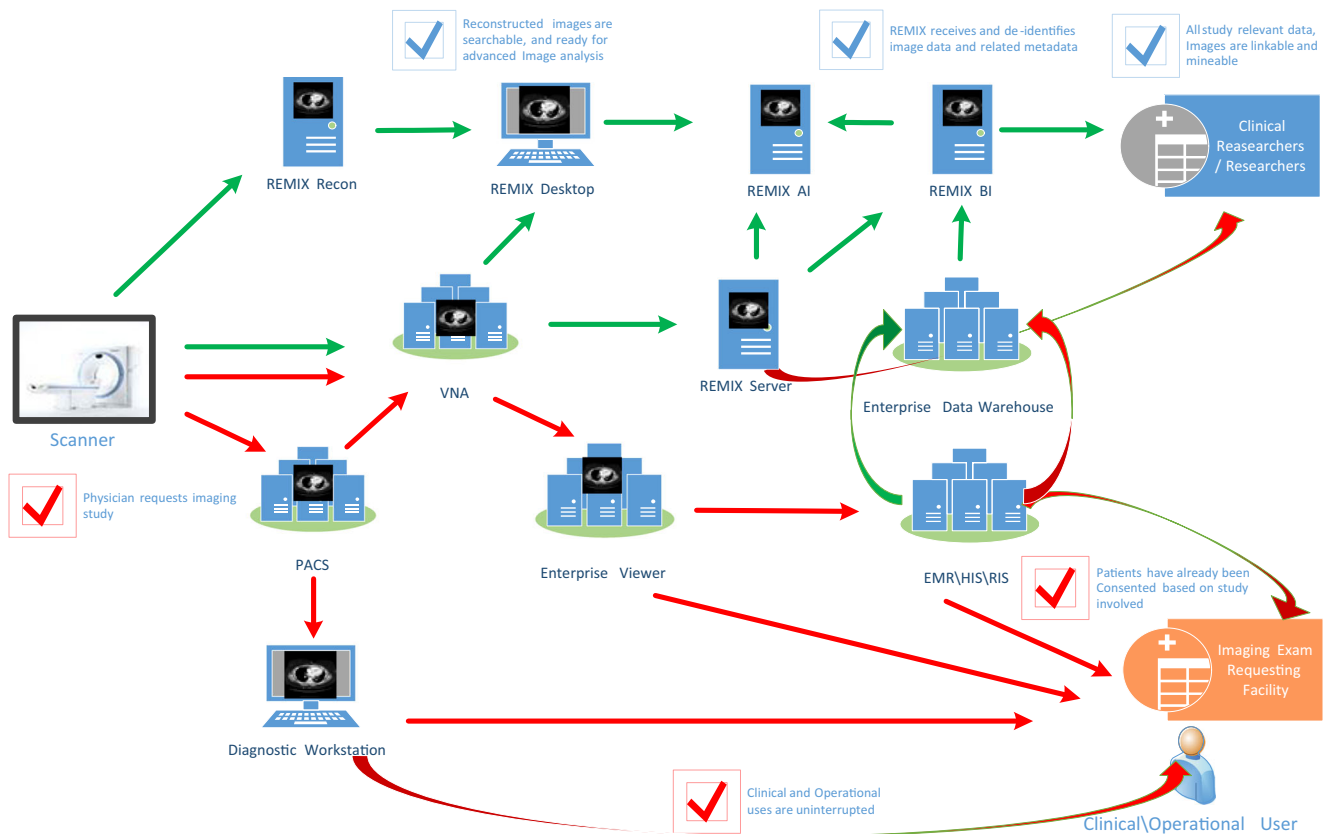 Reconstructed images are
searchable, and ready for
advanced Image analysis
REMIX receives and de-identifies
image data and related metadata
All study relevant data,
Images are linkable and
mineable
REMIX Recon
REMIX Desktop
REMIX AI
REMIX BI
Clinical
Reasearchers
/ Researchers
Scanner
VNA
REMIX Server
Enterprise Data Warehouse
Physician requests imaging
study
PACS
Enterprise Viewer
EMR\HIS\RIS
Patients have already been
Consented based on study
involved
Imaging Exam
Requesting
Facility
Diagnostic Workstation
Clinical and Operational
uses are uninterrupted
Clinical\Operational User